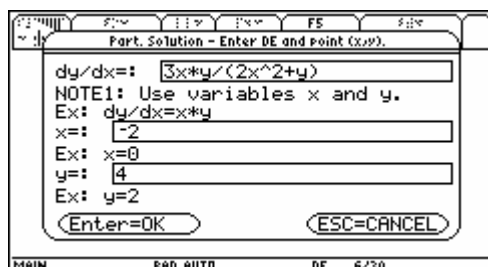 F5
Part. Solution - Enter DE and point (x,y).
dy/dx=: 3x*y/(2x^2+y)
NOTE1: Use variables x and y.
Ex: dy/dx=x*y
x=: -2
Ex: x=0
y=: 4
Ex: y=2
Enter=OK ESC=CANCEL
MAIN RAD AUTO DE 6/30